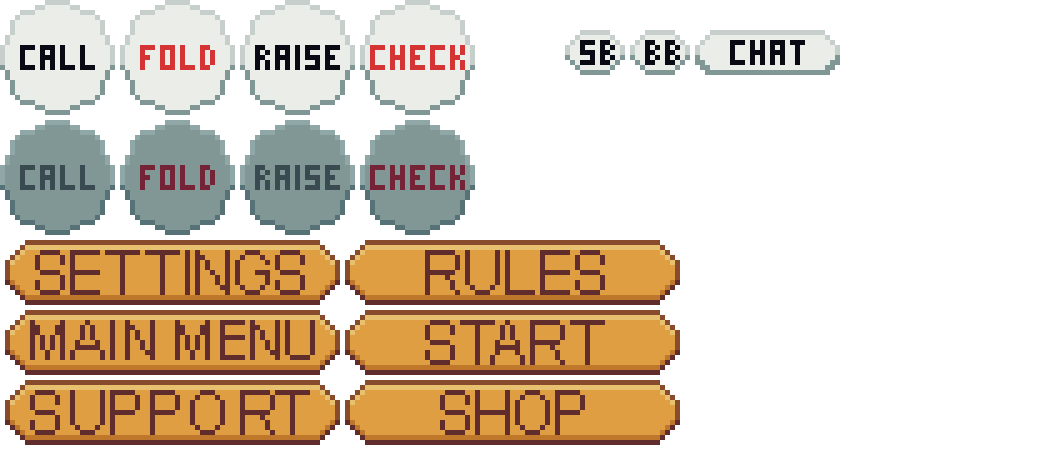 CALL FOLD RAISE CHECK SB BB CHAT
CALL FOLD RAISE CHECK
SETTINGS RULES
MAIN MENU START
SUPPORT SHOP